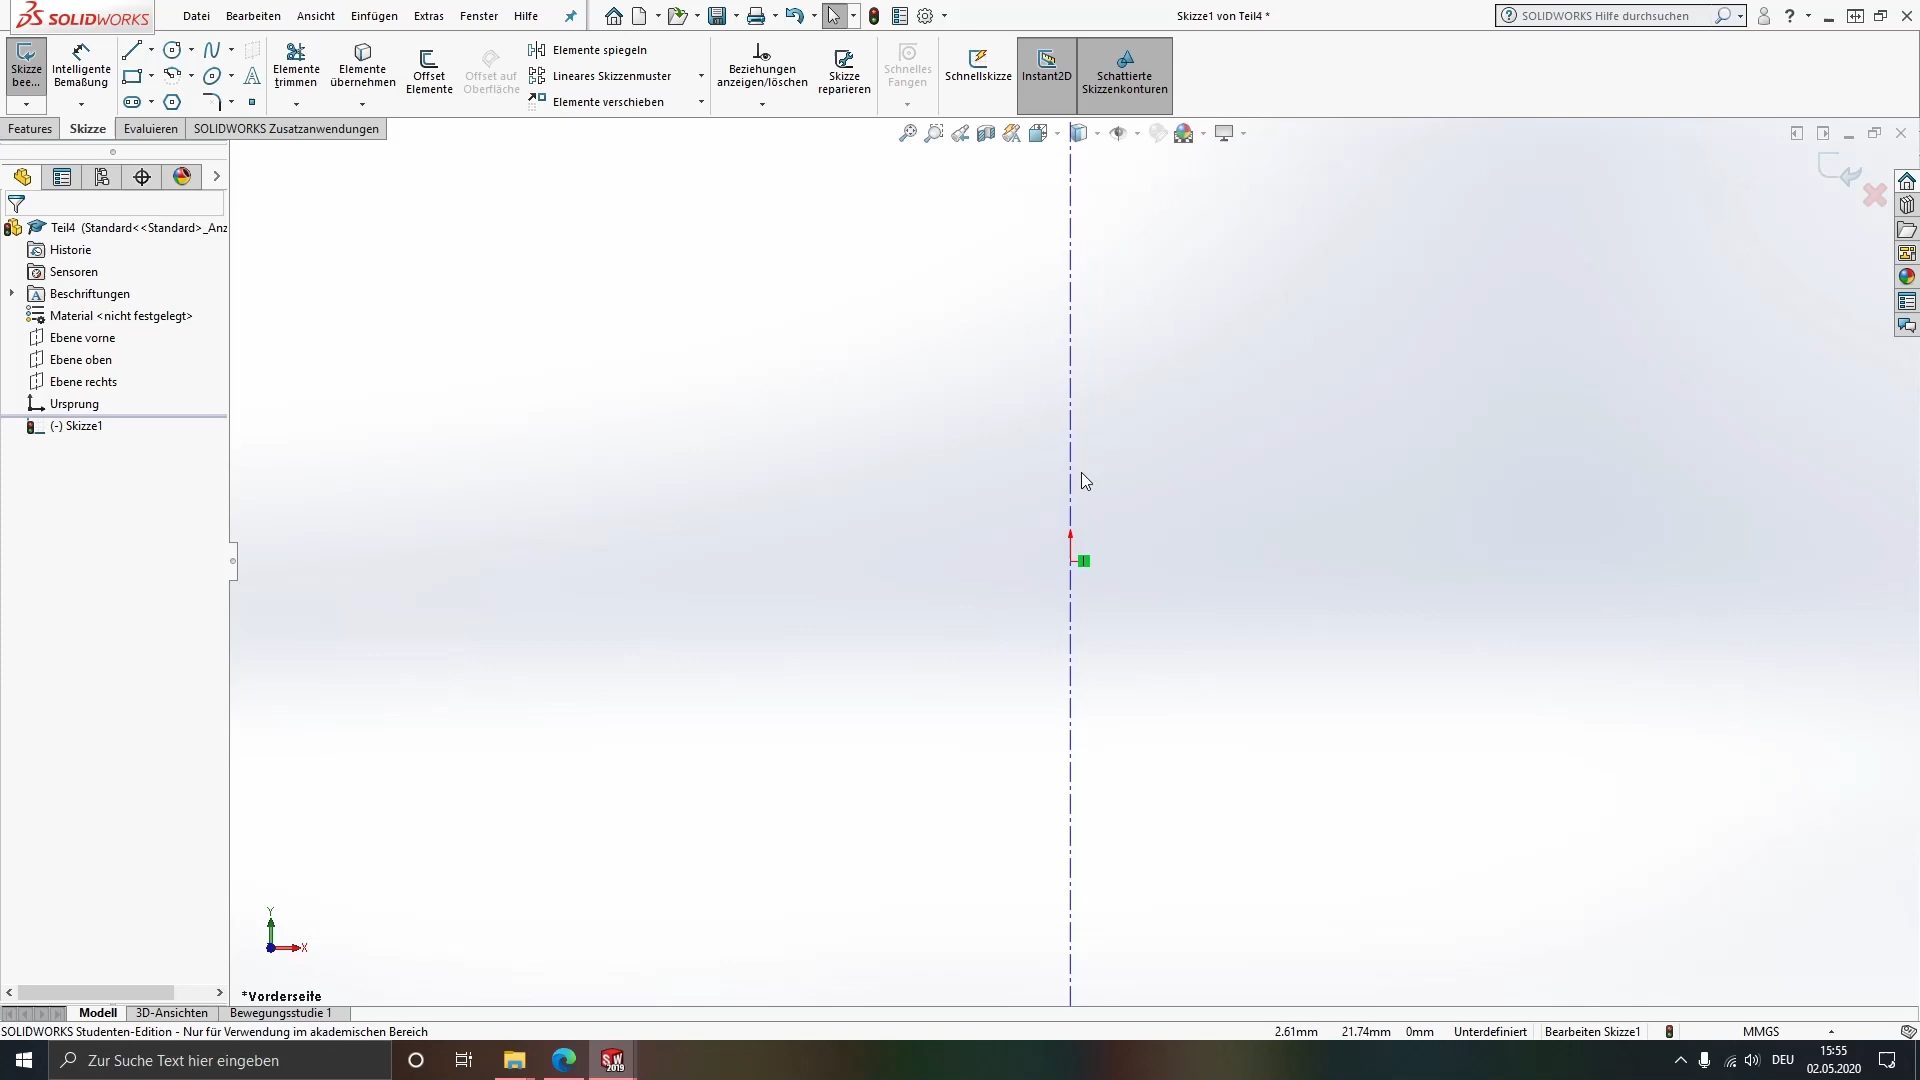 SOLIDWORKS
Datei
Bearbeiten
Ansicht
Einfügen
Extras
Fenster
Hilfe
Skizze1 von Teil4 *
SOLIDWORKS Hilfe durchsuchen
Skizze
bee...
Intelligente
Bemaßung
Elemente
trimmen
Elemente
übernehmen
Offset
Elemente
Offset auf
Oberfläche
Elemente spiegeln
Lineares Skizzenmuster
Elemente verschieben
Beziehungen
anzeigen/löschen
Skizze
reparieren
Schnelles
Fangen
Schnellskizze
Instant2D
Schattierte
Skizzenkonturen
Features
Skizze
Evaluieren
SOLIDWORKS Zusatzanwendungen
Teil4 (Standard<<Standard>_Anz
Historie
Sensoren
Beschriftungen
Material <nicht festgelegt>
Ebene vorne
Ebene oben
Ebene rechts
Ursprung
(-) Skizze1
Y
X
*Vorderseite
Modell
3D-Ansichten
Bewegungsstudie 1
SOLIDWORKS Studenten-Edition - Nur für Verwendung im akademischen Bereich
2.61mm
21.74mm
0mm
Unterdefiniert
Bearbeiten Skizze1
MMGS
Zur Suche Text hier eingeben
SW
2019
DEU
15:55
02.05.2020